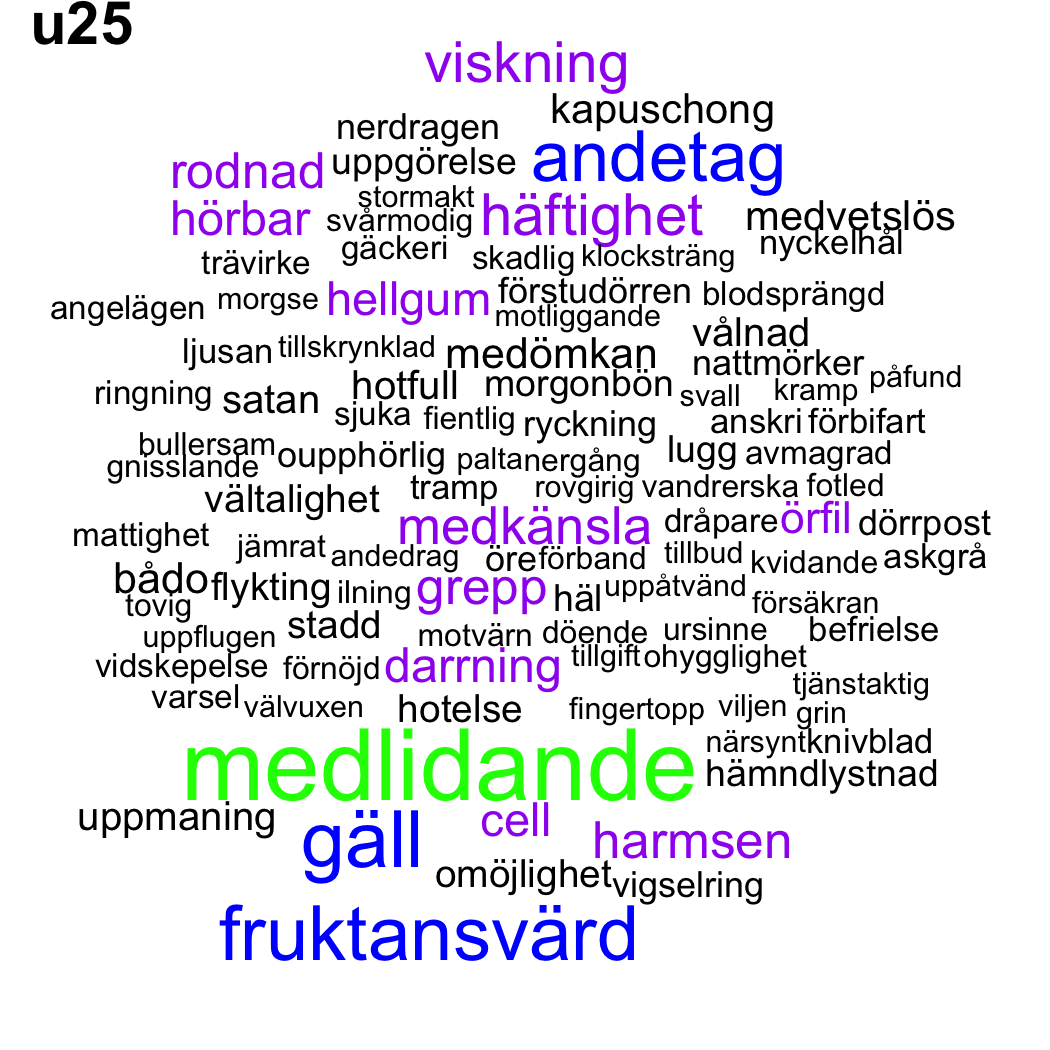 u25
viskning
kapuschong
nerdragen
andetag
rodnad uppgörelse
stormakt
hörbar svårmodig häftighet medvetslös
nyckelhål
gäckeri
trävirke skadlig klocksträng
angelägen morgse hellgum förstudörren blodsprängd
motliggande
vålnad
ljusan tillskrynklad medömkan nattmörker
ringning satan hotfull morgonbön svall kramp påfund
sjuka fientlig ryckning anskri förbifart
bullersam
gnisslande oupphörlig palta nergång lugg avmagrad
vältalighet tramp rovgirig vandrerska fotled
mattighet medkänsla dråpare örfil dörrpost
jämrat andedrag öre förband tillbud kvidande askgrå
bådo flykting ilning grepp häl uppåtvänd försäkran
tovig
uppflugen stadd motvärn döende ursinne befrielse
vidskepelse förnöjd darrning tillgift ohygglighet
tjänstaktig
varsel välvuxen hotelse fingertopp viljen grin
medlidande närsynt knivblad
hämndlystnad
uppmaning gäll cell harmsen
omöjlighet vigselring
fruktansvärd